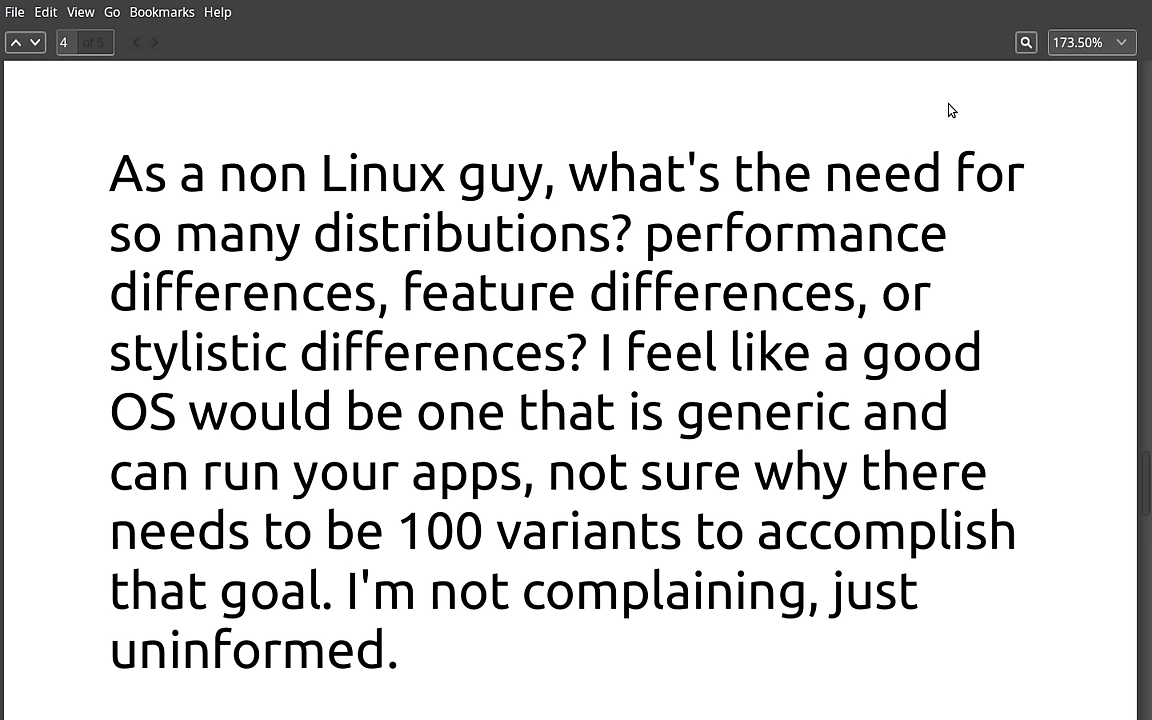 File Edit View Go Bookmarks Help
4 of 5 173.50%
As a non Linux guy, what's the need for
so many distributions? performance
differences, feature differences, or
stylistic differences? I feel like a good
OS would be one that is generic and
can run your apps, not sure why there
needs to be 100 variants to accomplish
that goal. I'm not complaining, just
uninformed.